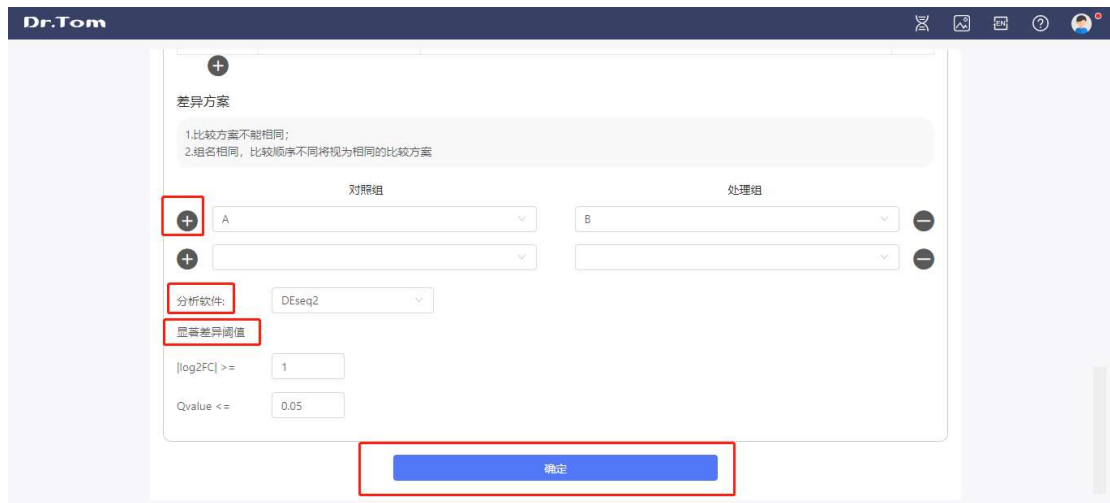 Dr.Tom
EN
差异方案
1.比较方案不能相同;
2.组名相同，比较顺序不同将视为相同的比较方案
对照组 处理组
A B
分析软件: DEseq2
显著差异阈值
|log2FC| >= 1
Qvalue <= 0.05
确定